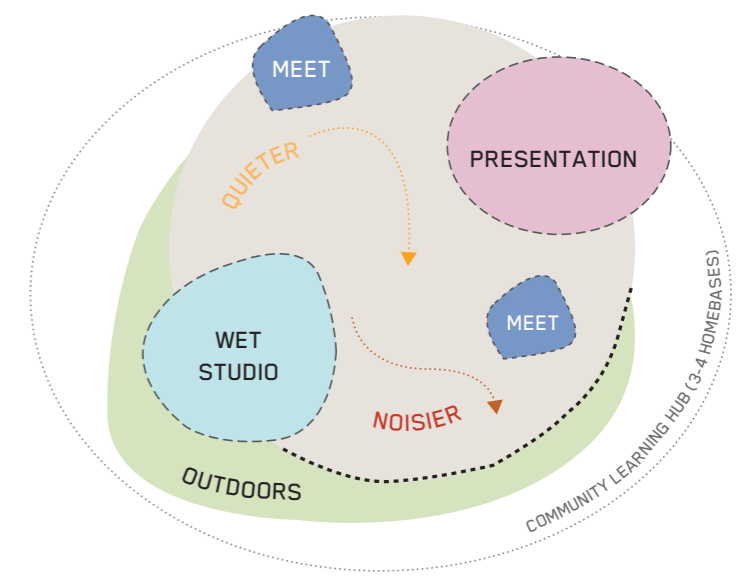 MEET
QUIETER
PRESENTATION
MEET
WET
STUDIO
NOISIER
OUTDOORS
COMMUNITY LEARNING HUB (3-4 HOMEBASES)